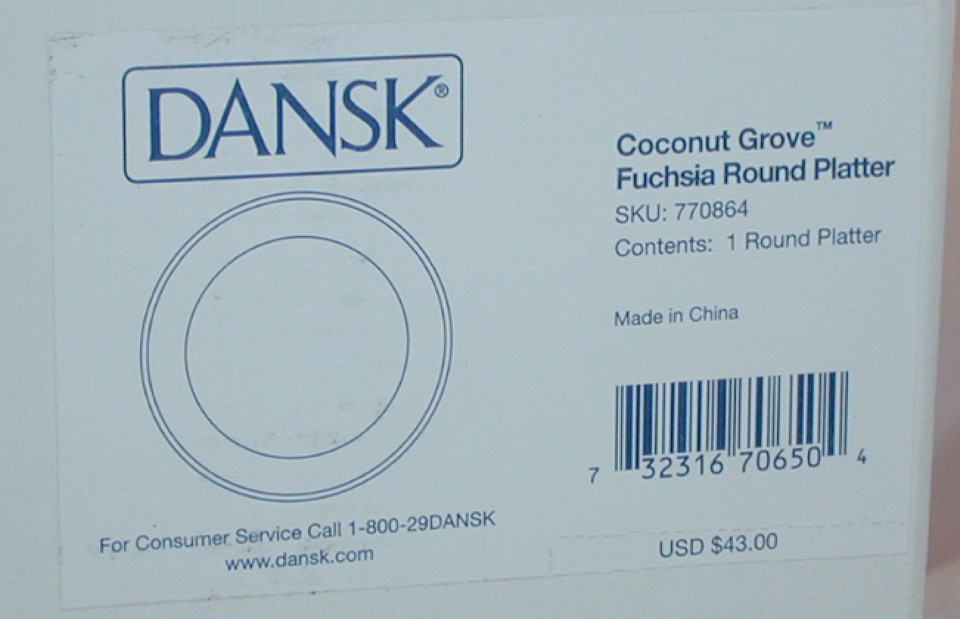 DANSK®
For Consumer Service Call 1-800-29DANSK
www.dansk.com
Coconut Grove™
Fuchsia Round Platter
SKU: 770864
Contents: 1 Round Platter
Made in China
7 32316 70650 4
USD $43.00